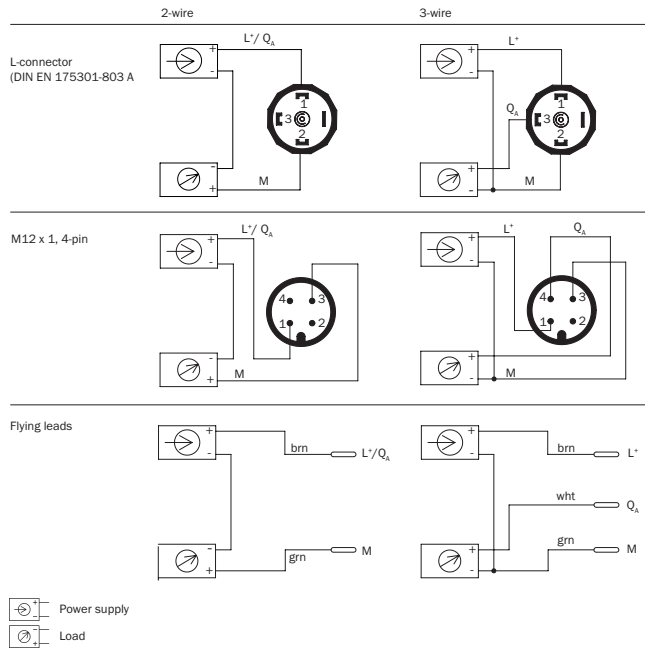 2-wire 3-wire
L-connector
(DIN EN 175301-803 A
+ L⁺/ Q_A
-
1
3
2
-
+ M
+ L⁺
-
Q_A
1
3
2
+
- M
M12 x 1, 4-pin
+ L⁺/ Q_A
-
4 3
1 2
-
+ M
+ L⁺ Q_A
-
4 3
1 2
+
- M
Flying leads
+ brn L⁺/Q_A
-
-
+ grn M
+ brn L⁺
-
wht Q_A
+ grn M
-
+ - Power supply
- + Load